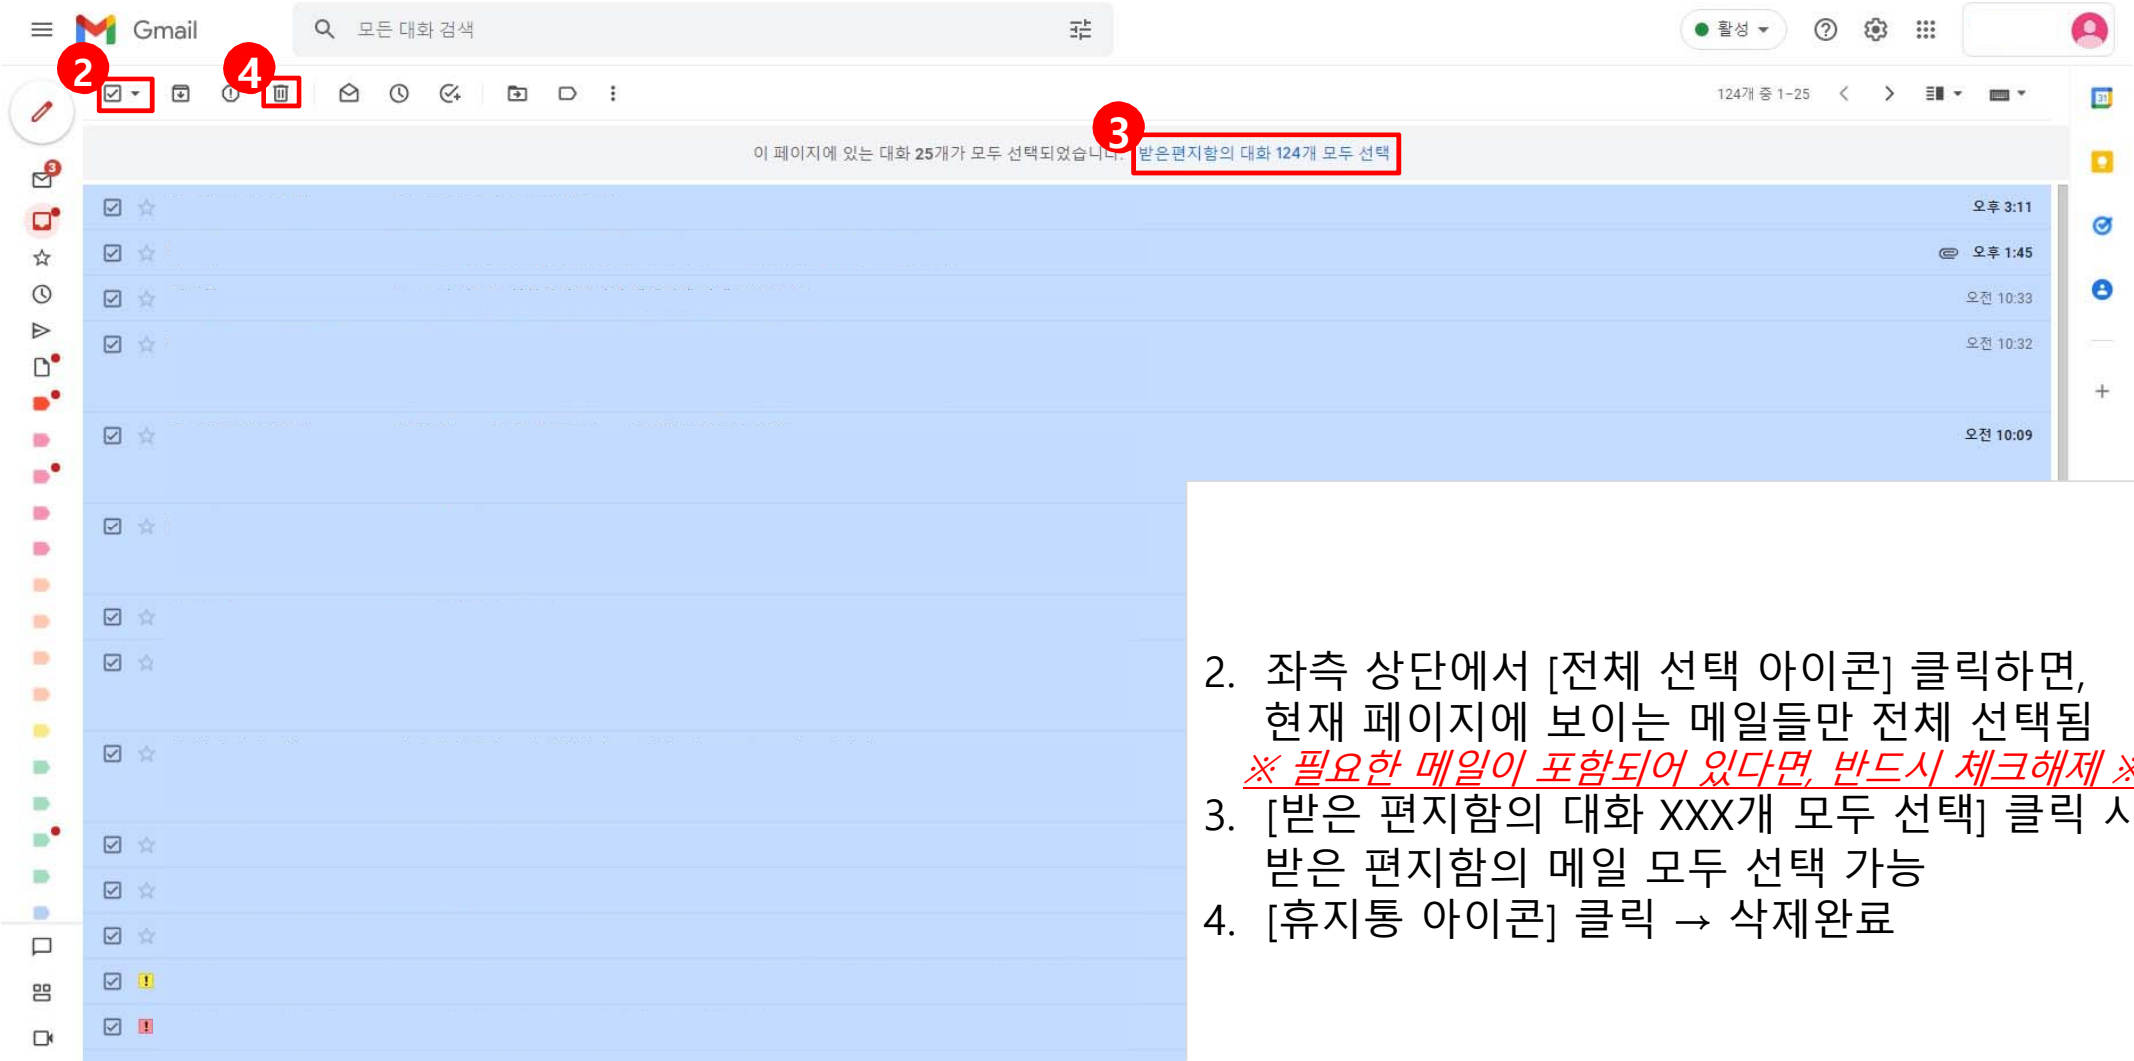 Gmail
모든 대화 검색
활성
2
4
124개 중 1-25
31
3
이 페이지에 있는 대화 25개가 모두 선택되었습니다. 받은편지함의 대화 124개 모두 선택
3
오후 3:11
오후 1:45
오전 10:33
오전 10:32
오전 10:09
2. 좌측 상단에서 [전체 선택 아이콘] 클릭하면,
현재 페이지에 보이는 메일들만 전체 선택됨
※ 필요한 메일이 포함되어 있다면, 반드시 체크해제 ※
3. [받은 편지함의 대화 XXX개 모두 선택] 클릭 시
받은 편지함의 메일 모두 선택 가능
4. [휴지통 아이콘] 클릭 → 삭제완료